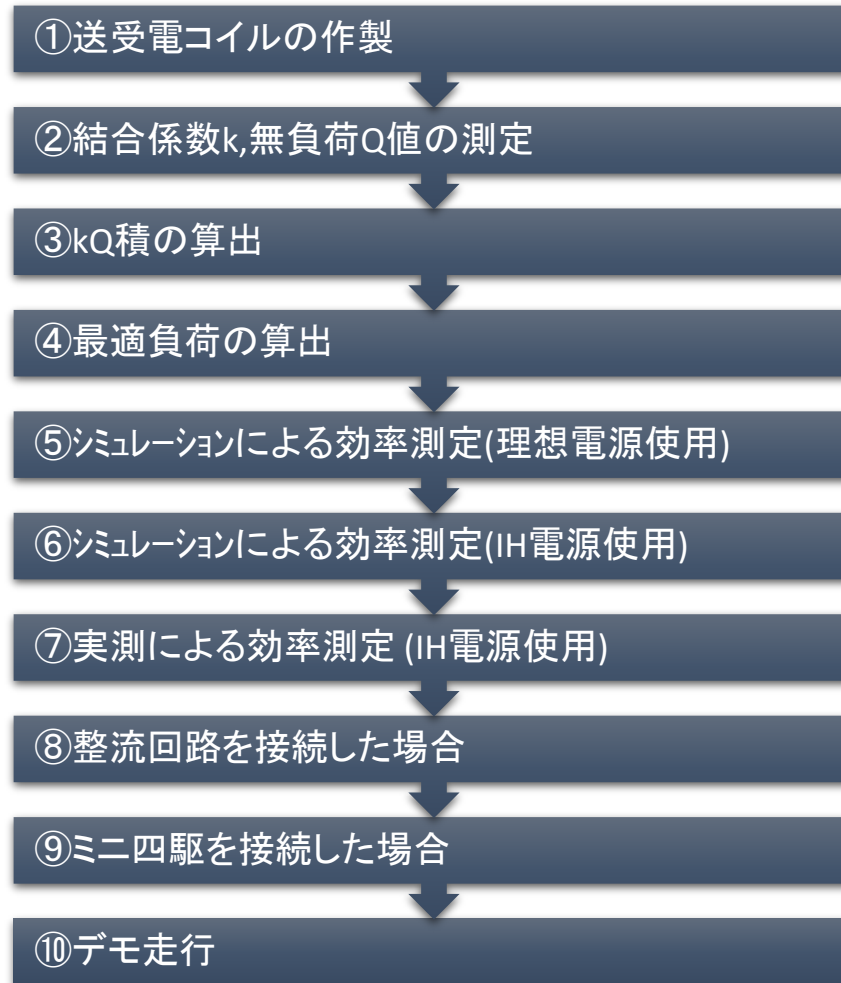 ①送受電コイルの作製
②結合係数k,無負荷Q値の測定
③kQ積の算出
④最適負荷の算出
⑤ｼﾐｭﾚｰｼｮﾝによる効率測定(理想電源使用)
⑥ｼﾐｭﾚｰｼｮﾝによる効率測定(IH電源使用)
⑦実測による効率測定 (IH電源使用)
⑧整流回路を接続した場合
⑨ミニ四駆を接続した場合
⑩デモ走行